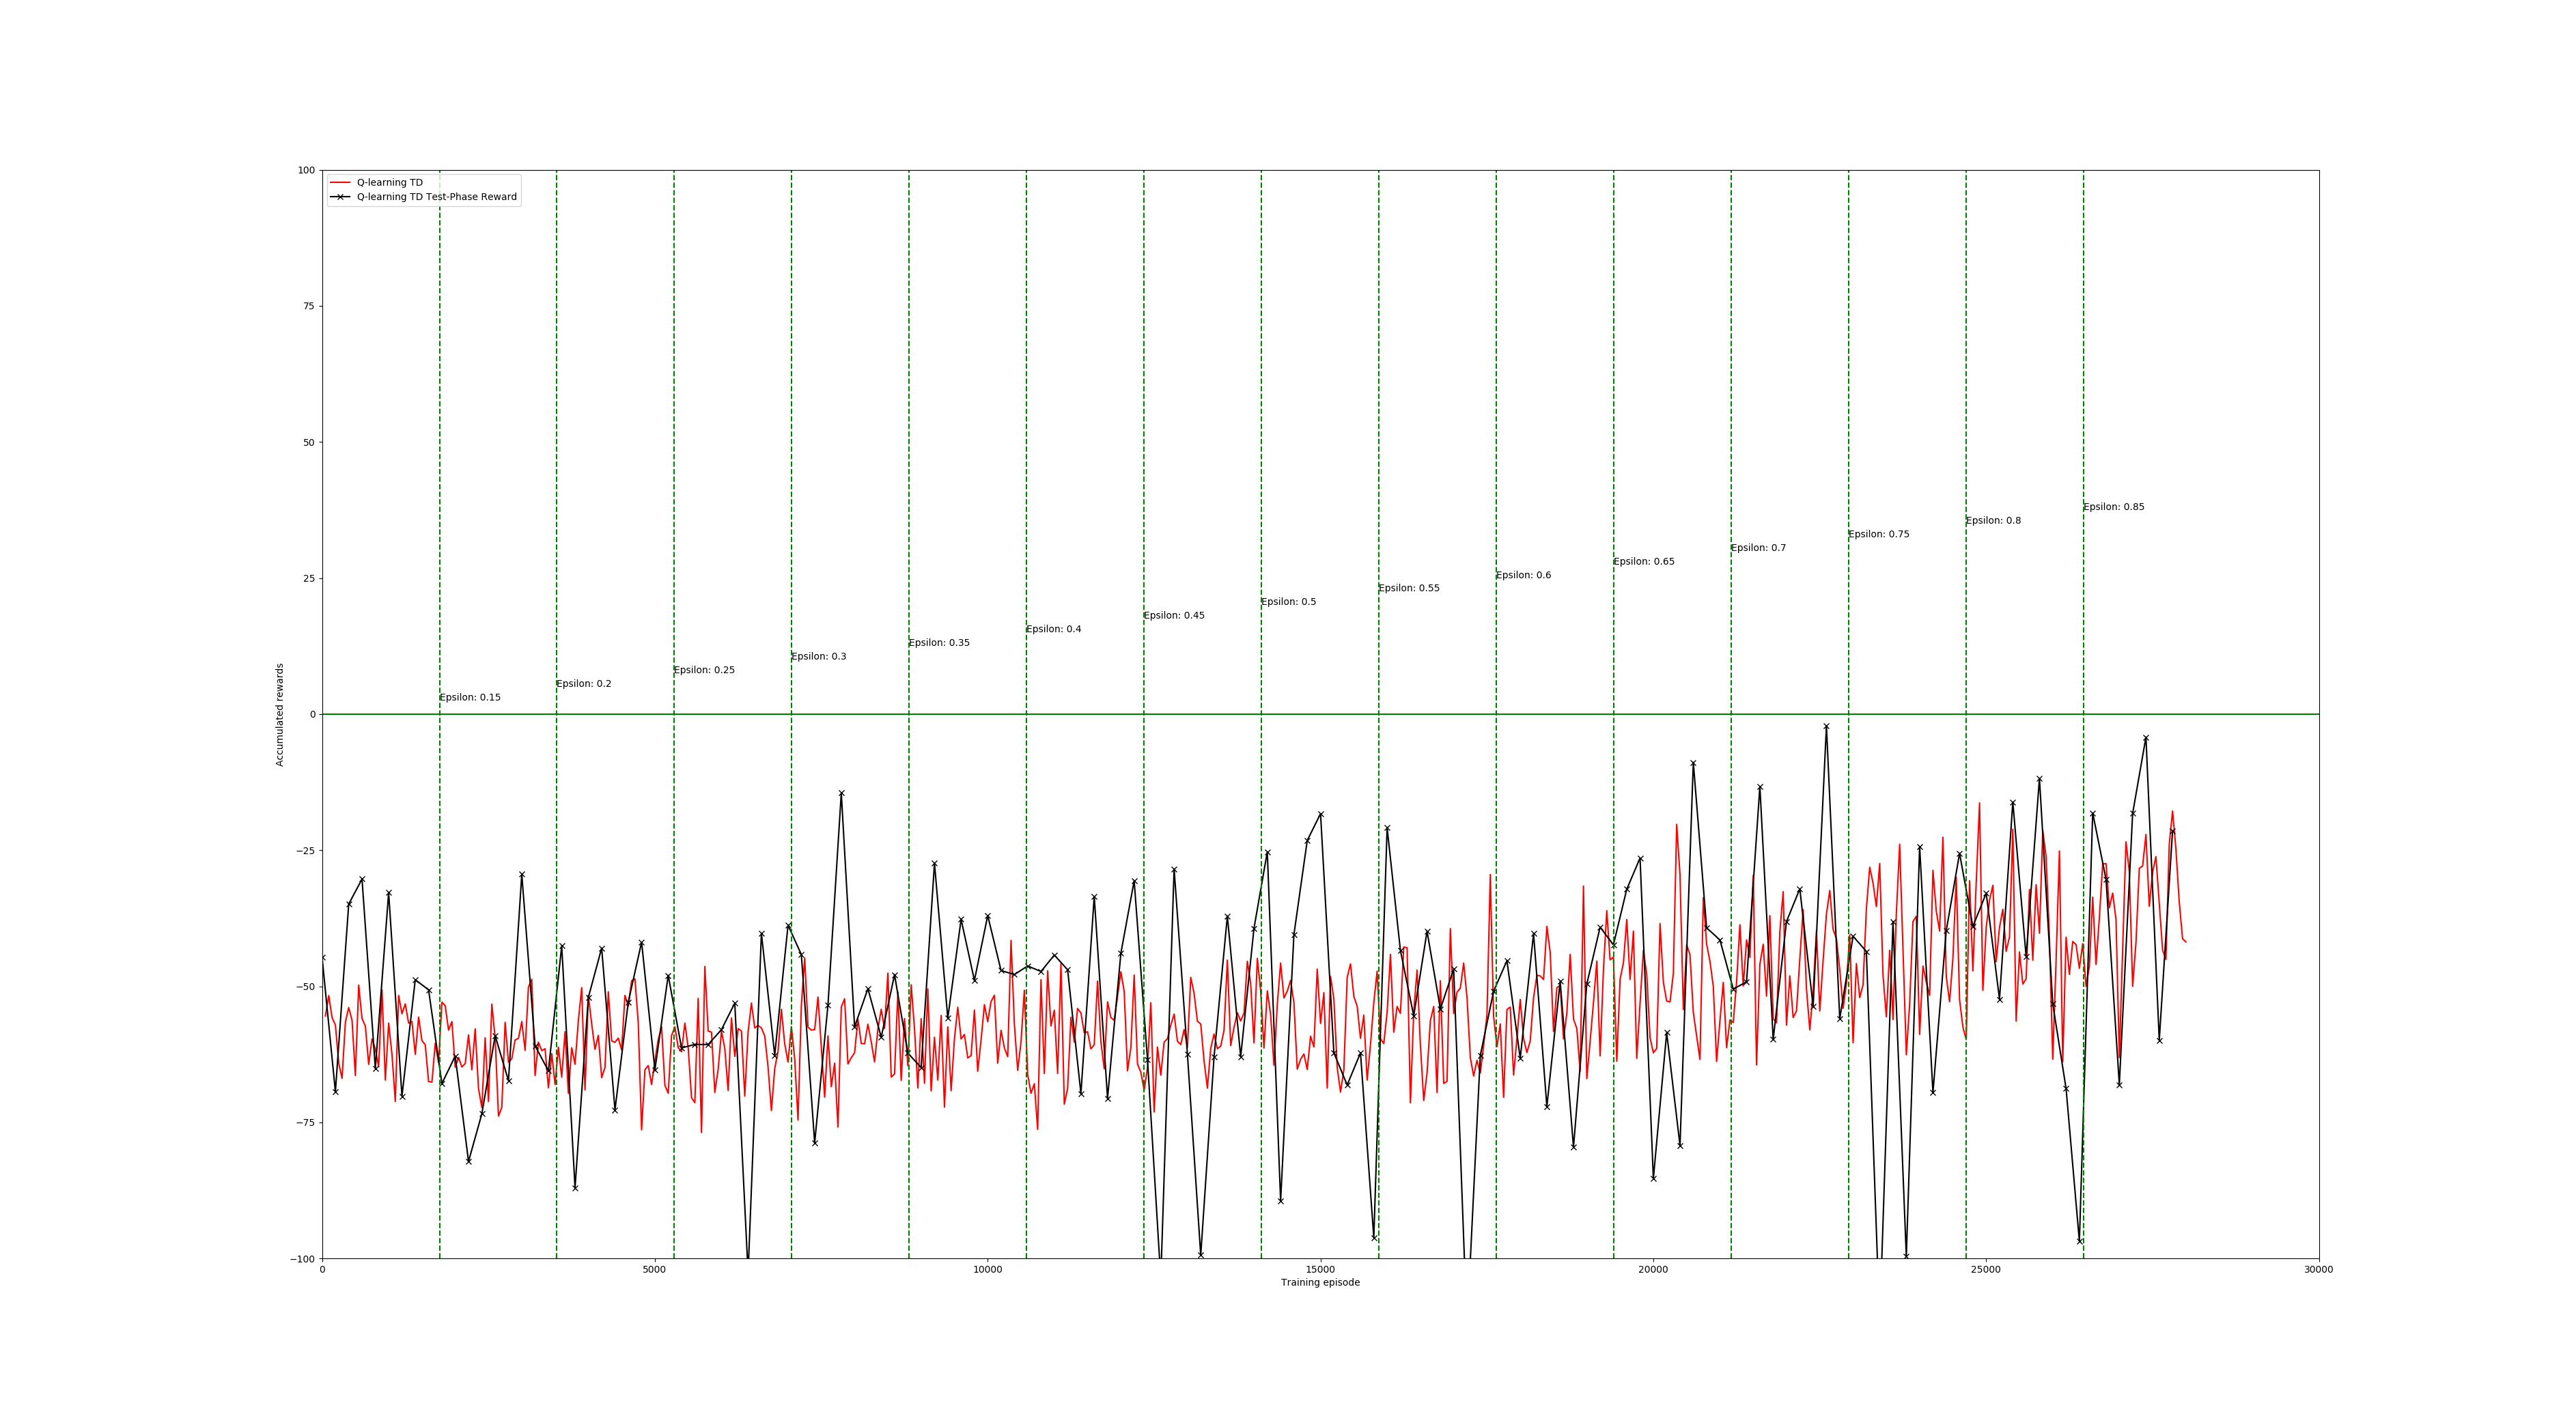 100
Q-learning TD
Q-learning TD Test-Phase Reward
75
50
25
0
−25
−50
−75
−100
Accumulated rewards
Epsilon: 0.15
Epsilon: 0.2
Epsilon: 0.25
Epsilon: 0.3
Epsilon: 0.35
Epsilon: 0.4
Epsilon: 0.45
Epsilon: 0.5
Epsilon: 0.55
Epsilon: 0.6
Epsilon: 0.65
Epsilon: 0.7
Epsilon: 0.75
Epsilon: 0.8
Epsilon: 0.85
0
5000
10000
15000
20000
25000
30000
Training episode